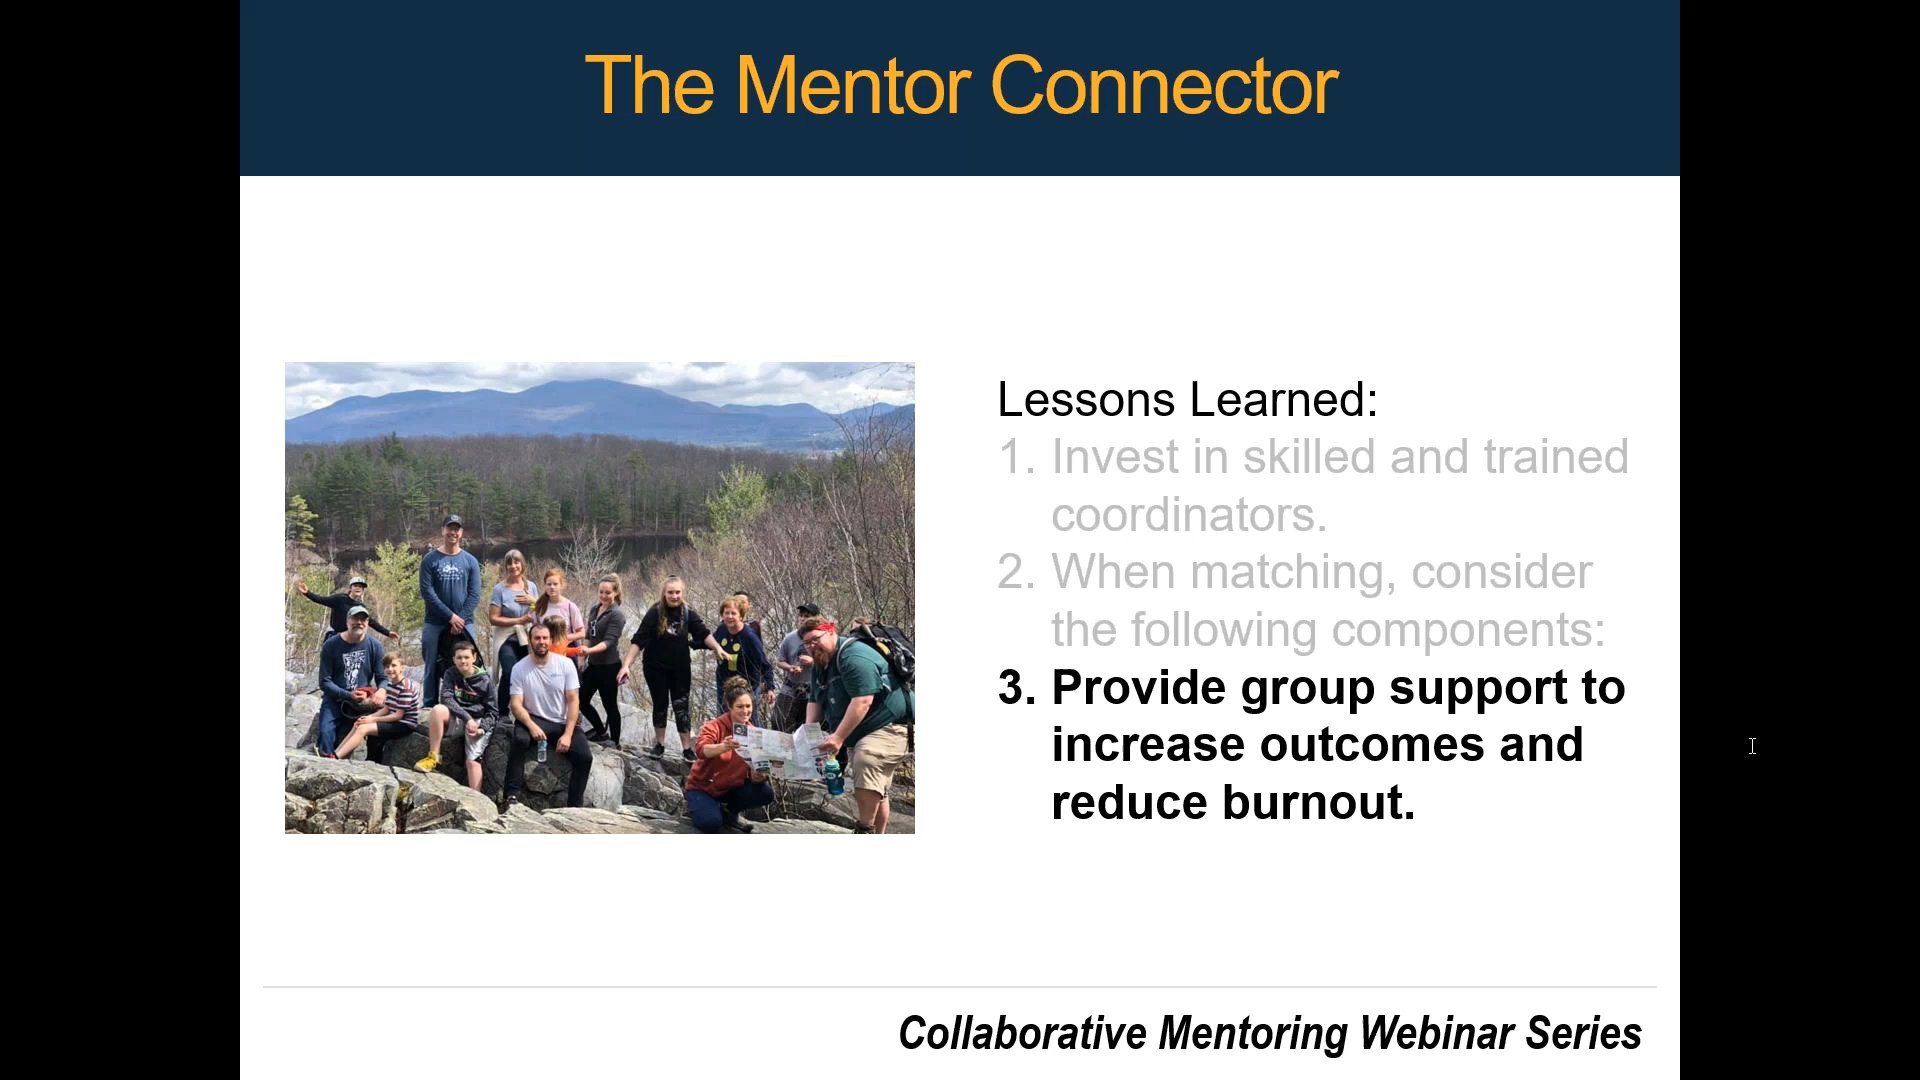 The Mentor Connector
Lessons Learned:
1. Invest in skilled and trained
coordinators.
2. When matching, consider
the following components:
3. Provide group support to
increase outcomes and
reduce burnout.
Collaborative Mentoring Webinar Series